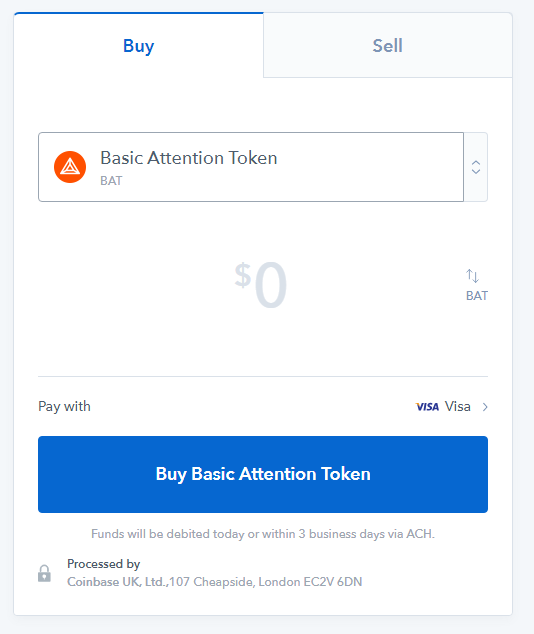 Buy
Sell
Basic Attention Token
BAT
$0
BAT
Pay with
VISA Visa
Buy Basic Attention Token
Funds will be debited today or within 3 business days via ACH.
Processed by
Coinbase UK, Ltd.,107 Cheapside, London EC2V 6DN